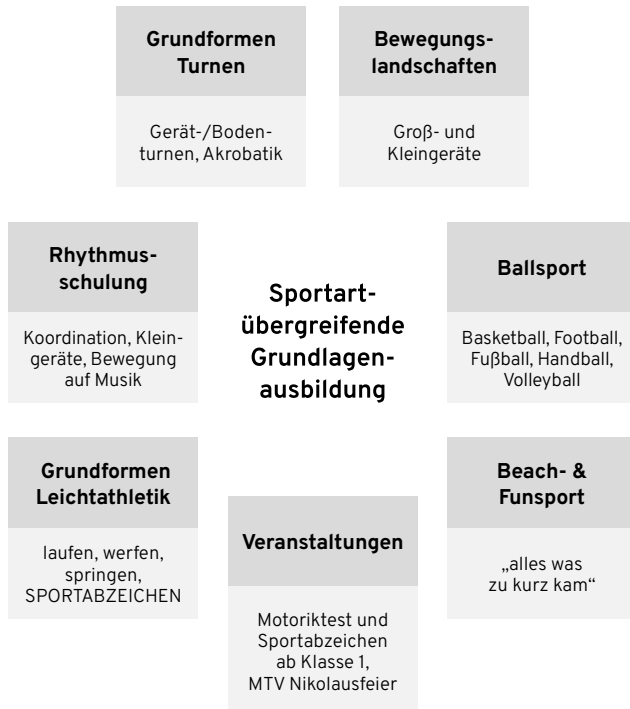 Grundformen
Turnen
Gerät-/Boden-
turnen, Akrobatik
Bewegungs-
landschaften
Groß- und
Kleingeräte
Rhythmus-
schulung
Koordination, Klein-
geräte, Bewegung
auf Musik
Sportart-
übergreifende
Grundlagen-
ausbildung
Ballsport
Basketball, Football,
Fußball, Handball,
Volleyball
Grundformen
Leichtathletik
laufen, werfen,
springen,
SPORTABZEICHEN
Veranstaltungen
Motoriktest und
Sportabzeichen
ab Klasse 1,
MTV Nikolausfeier
Beach- &
Funsport
„alles was
zu kurz kam“